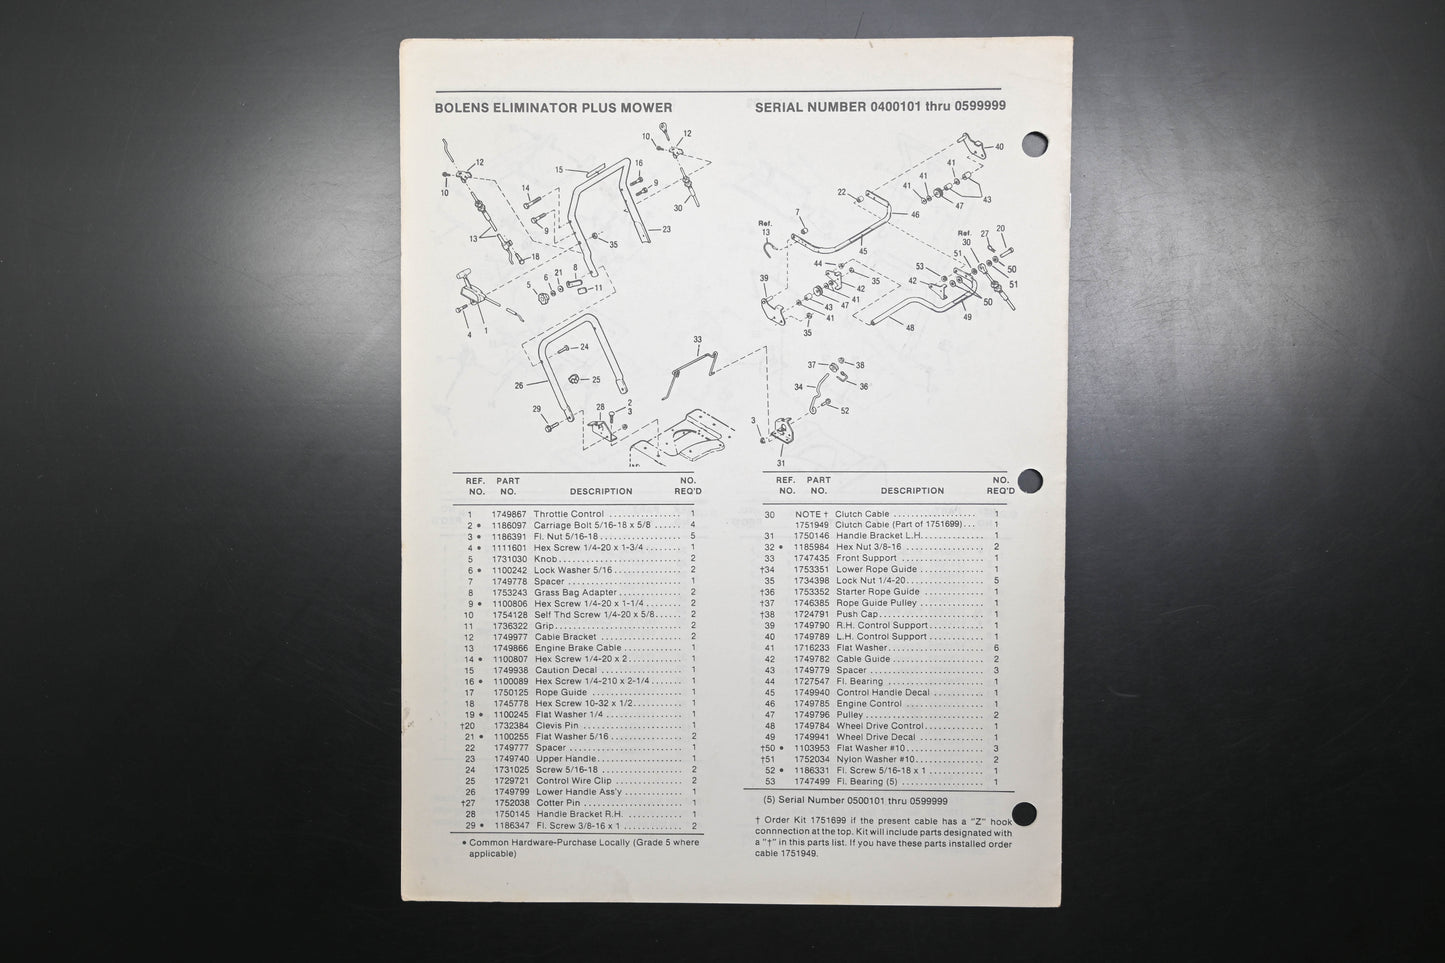 BOLENS ELIMINATOR PLUS MOWER
SERIAL NUMBER 0400101 thru 0599999
REF. NO. PART NO. DESCRIPTION NO. REQ'D
1 1749867 Throttle Control 1
2 • 1186097 Carriage Bolt 5/16-18 x 5/8 4
3 • 1186391 Fl. Nut 5/16-18 5
4 • 1111601 Hex Screw 1/4-20 x 1-3/4 1
5 1731030 Knob 2
6 • 1100242 Lock Washer 5/16 2
7 1749778 Spacer 1
8 1753243 Grass Bag Adapter 2
9 • 1100806 Hex Screw 1/4-20 x 1-1/4 2
10 1754128 Self Thd Screw 1/4-20 x 5/8 2
11 1736322 Grip 2
12 1749977 Cable Bracket 2
13 1749866 Engine Brake Cable 1
14 • 1100807 Hex Screw 1/4-20 x 2 1
15 1749938 Caution Decal 1
16 • 1100089 Hex Screw 1/4-210 x 2-1/4 1
17 1750125 Rope Guide 1
18 1745778 Hex Screw 10-32 x 1/2 1
19 • 1100245 Flat Washer 1/4 1
†20 1732384 Clevis Pin 1
21 • 1100255 Flat Washer 5/16 2
22 1749777 Spacer 1
23 1749740 Upper Handle 1
24 1731025 Screw 5/16-18 2
25 1729721 Control Wire Clip 2
26 1749799 Lower Handle Ass'y 1
†27 1752038 Cotter Pin 1
28 1750145 Handle Bracket R.H. 1
29 • 1186347 Fl. Screw 3/8-16 x 1 2
• Common Hardware-Purchase Locally (Grade 5 where
applicable)
REF. NO. PART NO. DESCRIPTION NO. REQ'D
30 NOTE † Clutch Cable 1
1751949 Clutch Cable (Part of 1751699) 1
31 1750146 Handle Bracket L.H. 1
32 • 1185984 Hex Nut 3/8-16 2
33 1747435 Front Support 1
†34 1753351 Lower Rope Guide 1
35 1734398 Lock Nut 1/4-20 5
†36 1753352 Starter Rope Guide 1
†37 1746385 Rope Guide Pulley 1
†38 1724791 Push Cap 1
39 1749790 R.H. Control Support 1
40 1749789 L.H. Control Support 1
41 1716233 Flat Washer 6
42 1749782 Cable Guide 2
43 1749779 Spacer 3
44 1727547 Fl. Bearing 1
45 1749940 Control Handle Decal 1
46 1749785 Engine Control 1
47 1749796 Pulley 2
48 1749784 Wheel Drive Control 1
49 1749941 Wheel Drive Decal 1
†50 • 1103953 Flat Washer #10 3
†51 1752034 Nylon Washer #10 2
52 • 1186331 Fl. Screw 5/16-18 x 1 1
53 1747499 Fl. Bearing (5) 1
(5) Serial Number 0500101 thru 0599999
† Order Kit 1751699 if the present cable has a "Z" hook
connnection at the top. Kit will include parts designated with
a "†" in this parts list. If you have these parts installed order
cable 1751949.